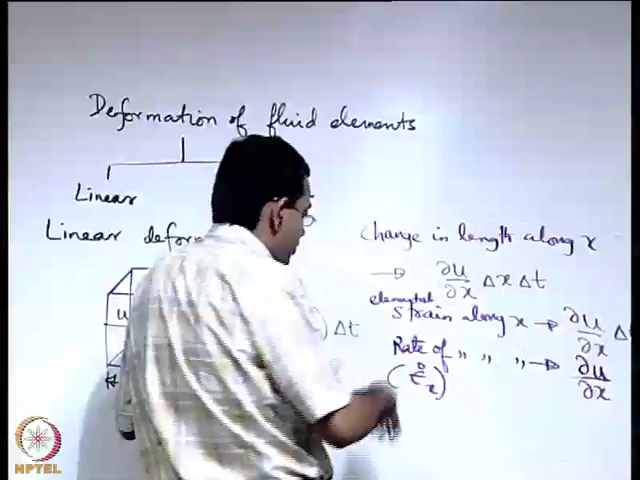 Deformation of fluid elements
Linear
Linear defor
Change in length along x
→ ∂u/∂x Δx Δt
elemental
Strain along x → ∂u/∂x Δ
u
) Δt
Rate of " " " → ∂u/∂x
(ε̇x)
NPTEL